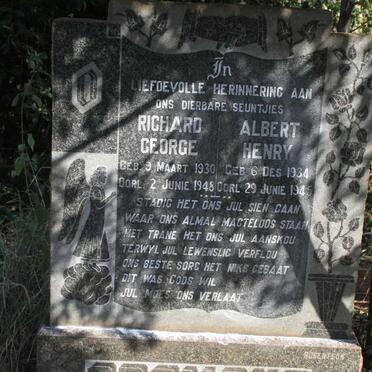 In
LIEFDEVOLLE HERINNERING AAN
ONS DIERBARE SEUNTJIES
RICHARD ALBERT
GEORGE HENRY
GEB. 9 MAART 1930 GEB 6 DES 1934
OORL. 2 JUNIE 1948 OORL 29 JUNIE
STADIG HET ONS JUL SIEN GAAN
WAAR ONS ALMAL MAGTELOOS STAAN
MET TRANE HET ONS JUL AANSKOU
TERWYL JUL LEWENSLIG VERFLOU
ONS BESTE SORG HET NIKS GEBAAT
DIT WAS GODS WIL
JUL MOES ONS VERLAAT